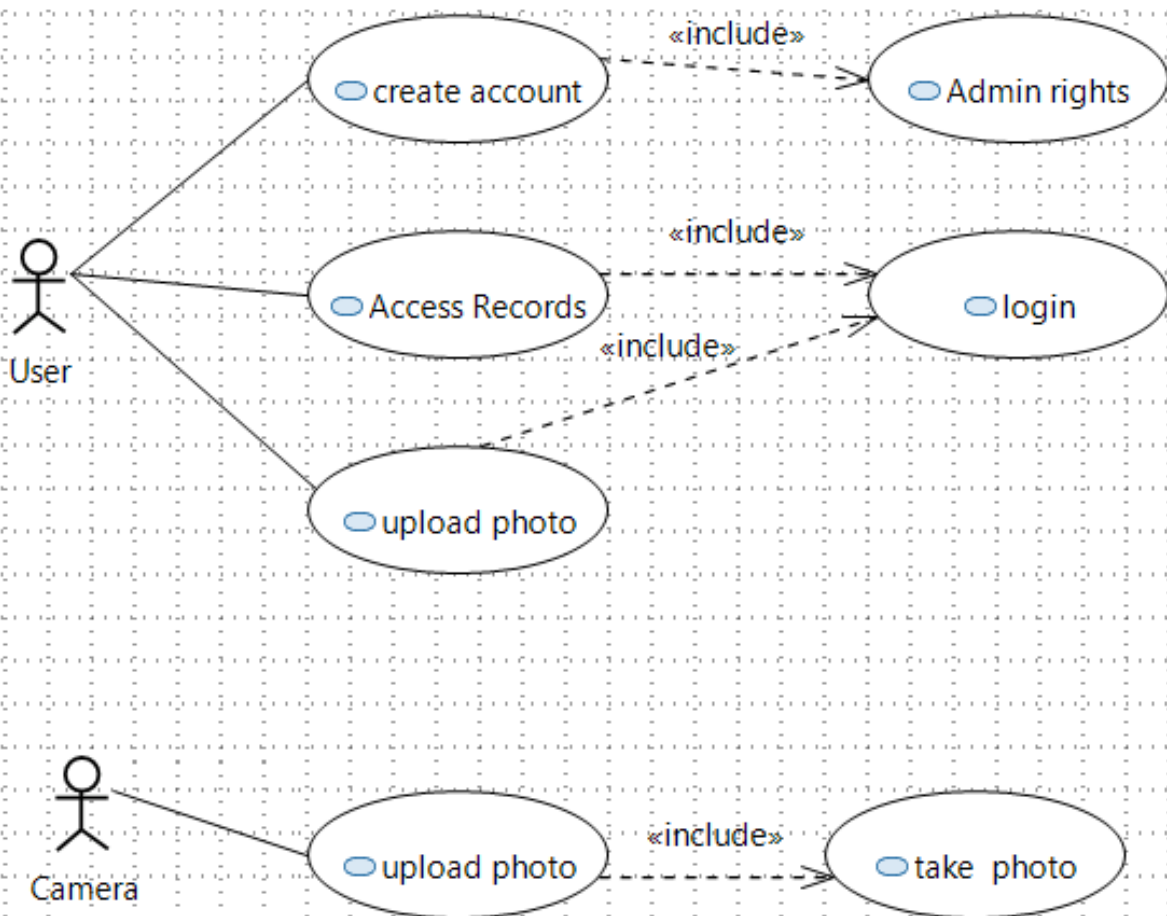 «include»
create account
Admin rights
«include»
Access Records
login
«include»
User
upload photo
«include»
upload photo
take photo
Camera